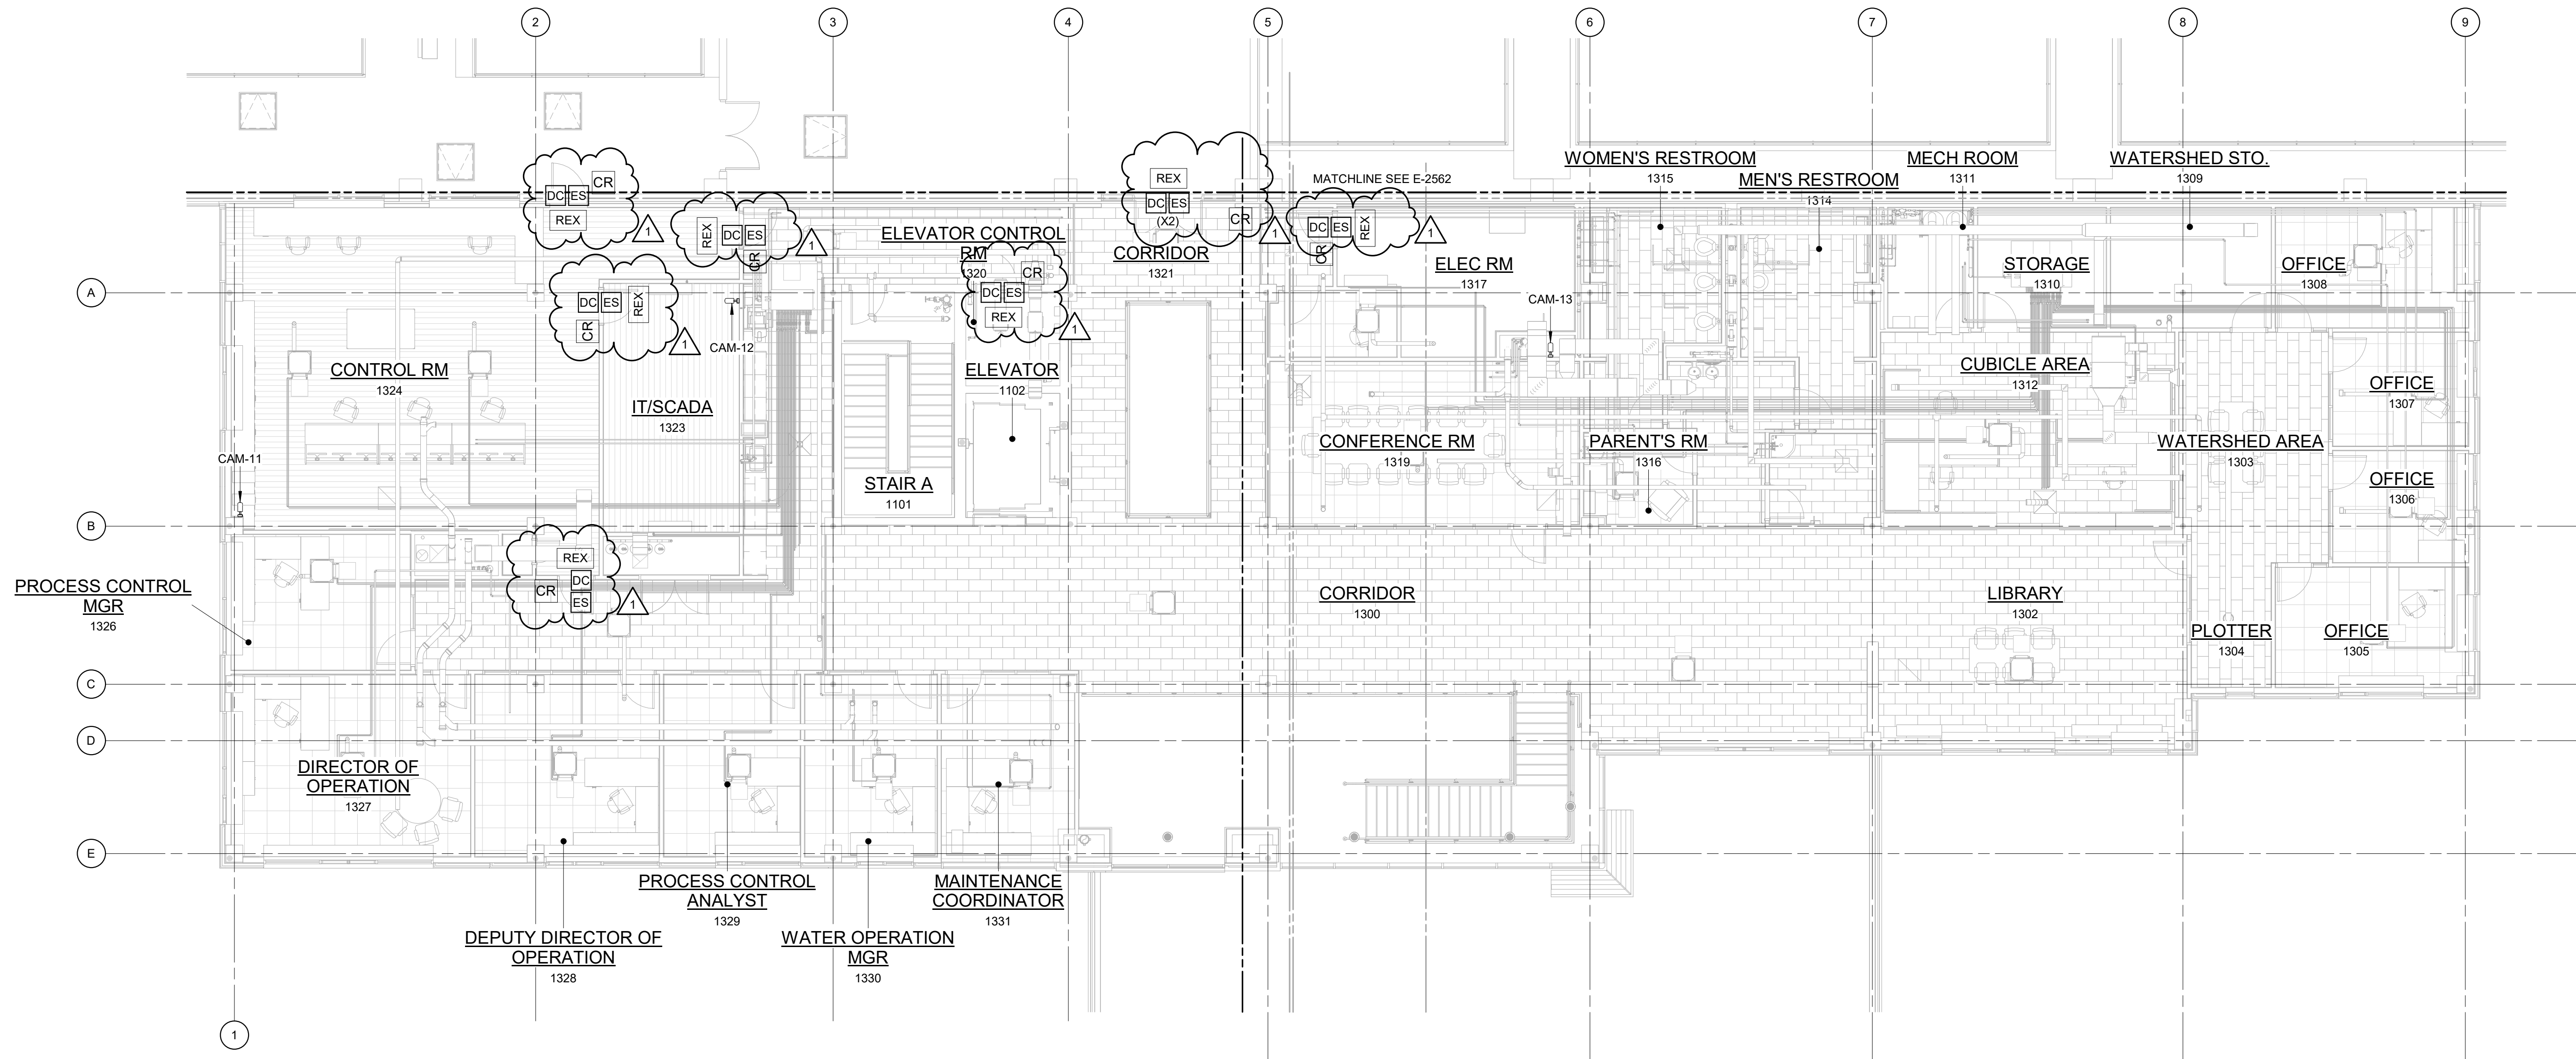 2
3
4
5
6
7
8
9
WOMEN'S RESTROOM
1315
MECH ROOM
1311
WATERSHED STO.
1309
MATCHLINE SEE E-2562
MEN'S RESTROOM
1314
CR
DC ES
REX
1
REX
DC ES
CR
1
ELEVATOR CONTROL
RM
1320
CR
DC ES
REX
1
REX
DC ES
(X2)
CR
1
CORRIDOR
1321
DC ES
REX
CR
1
ELEC RM
1317
STORAGE
1310
OFFICE
1308
A
DC ES
REX
CR
1
CAM-12
CAM-13
CONTROL RM
1324
IT/SCADA
1323
ELEVATOR
1102
CUBICLE AREA
1312
OFFICE
1307
CAM-11
CONFERENCE RM
1319
PARENT'S RM
1316
WATERSHED AREA
1303
STAIR A
1101
OFFICE
1306
B
REX
DC
CR
ES
1
PROCESS CONTROL
MGR
1326
CORRIDOR
1300
LIBRARY
1302
PLOTTER
1304
OFFICE
1305
C
D
DIRECTOR OF
OPERATION
1327
E
PROCESS CONTROL
ANALYST
1329
MAINTENANCE
COORDINATOR
1331
DEPUTY DIRECTOR OF
OPERATION
1328
WATER OPERATION
MGR
1330
1